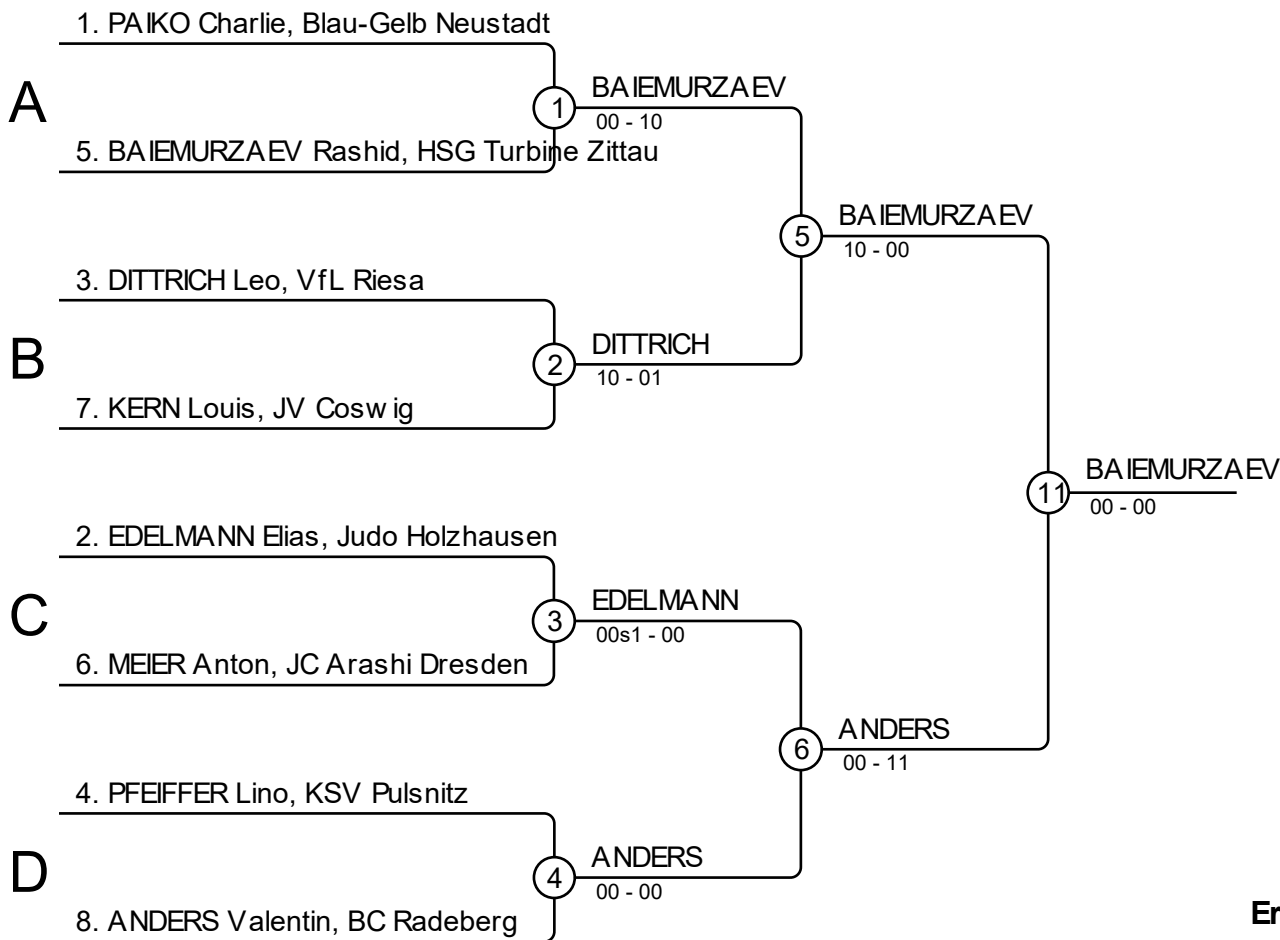 1. PAIKO Charlie, Blau-Gelb Neustadt
A
1
BAIEMURZAEV
00 - 10
5. BAIEMURZAEV Rashid, HSG Turbine Zittau
5
BAIEMURZAEV
10 - 00
3. DITTRICH Leo, VfL Riesa
B
2
DITTRICH
10 - 01
7. KERN Louis, JV Coswig
11
BAIEMURZAEV
00 - 00
2. EDELMANN Elias, Judo Holzhausen
C
3
EDELMANN
00s1 - 00
6. MEIER Anton, JC Arashi Dresden
6
ANDERS
00 - 11
4. PFEIFFER Lino, KSV Pulsnitz
D
4
ANDERS
00 - 00
8. ANDERS Valentin, BC Radeberg
Er